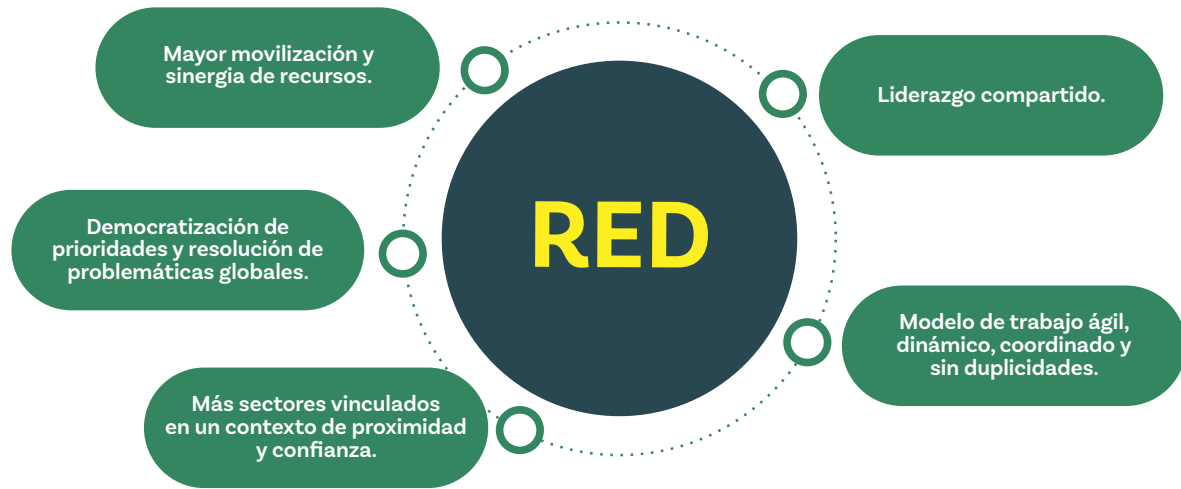 Mayor movilización y
sinergia de recursos.
Liderazgo compartido.
Democratización de
prioridades y resolución de
problemáticas globales.
RED
Modelo de trabajo ágil,
dinámico, coordinado y
sin duplicidades.
Más sectores vinculados
en un contexto de proximidad
y confianza.